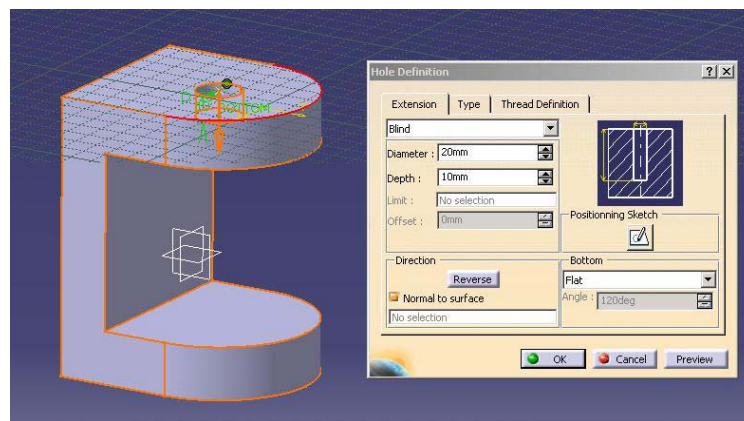 Hole Definition
? X
Extension Type Thread Definition
Blind
Diameter : 20mm
Depth : 10mm
Limit : No selection
Offset : 0mm
Positionning Sketch
Direction
Reverse
Normal to surface
No selection
Bottom
Flat
Angle : 120deg
OK Cancel Preview